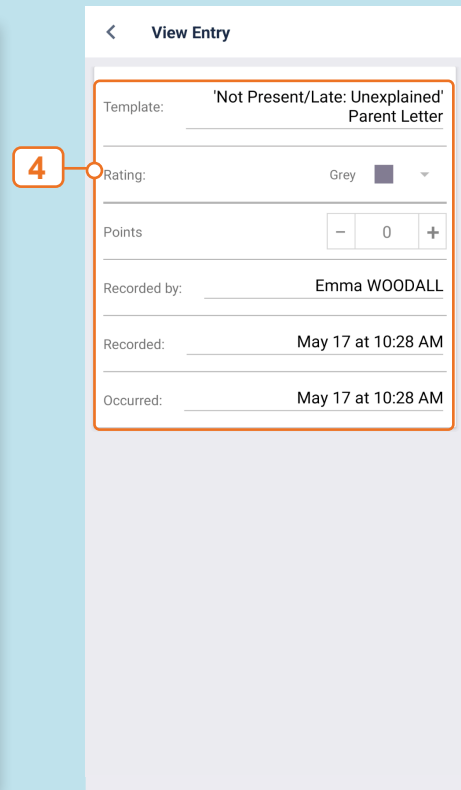 View Entry
Template:
'Not Present/Late: Unexplained'
Parent Letter
4
Rating:
Grey
Points
− 0 +
Recorded by:
Emma WOODALL
Recorded:
May 17 at 10:28 AM
Occurred:
May 17 at 10:28 AM